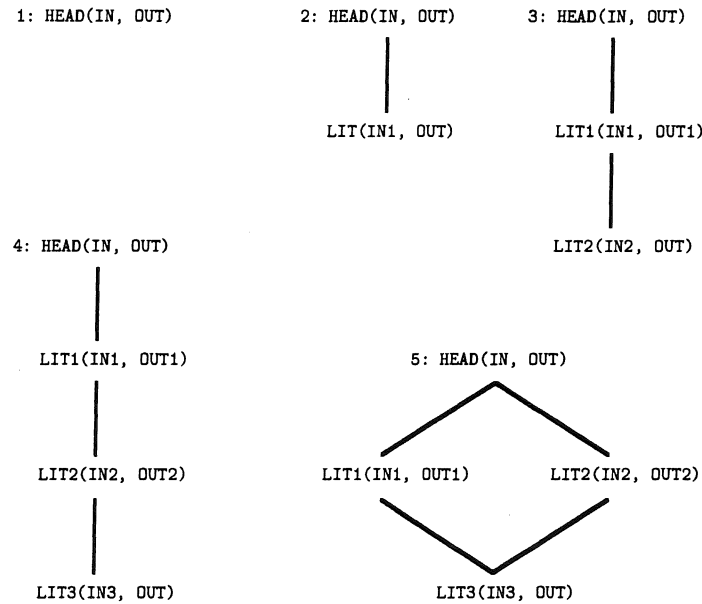 1: HEAD(IN, OUT)
2: HEAD(IN, OUT)
3: HEAD(IN, OUT)
LIT(IN1, OUT)
LIT1(IN1, OUT1)
LIT2(IN2, OUT)
4: HEAD(IN, OUT)
LIT1(IN1, OUT1)
LIT2(IN2, OUT2)
LIT3(IN3, OUT)
5: HEAD(IN, OUT)
LIT1(IN1, OUT1)
LIT2(IN2, OUT2)
LIT3(IN3, OUT)